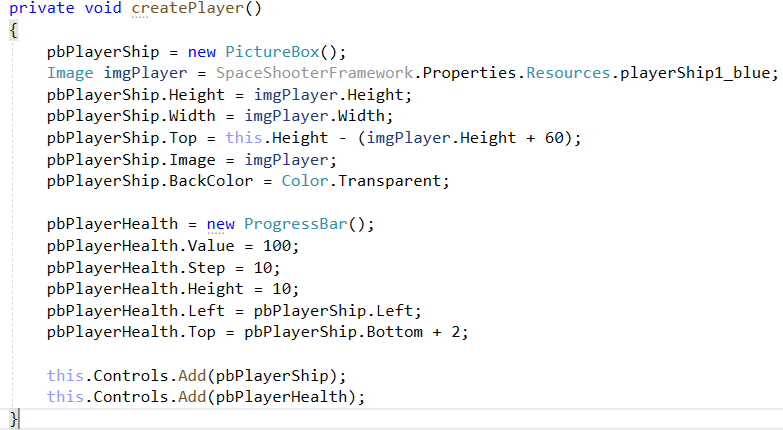 private void createPlayer()
{
pbPlayerShip = new PictureBox();
Image imgPlayer = SpaceShooterFramework.Properties.Resources.playerShip1_blue;
pbPlayerShip.Height = imgPlayer.Height;
pbPlayerShip.Width = imgPlayer.Width;
pbPlayerShip.Top = this.Height - (imgPlayer.Height + 60);
pbPlayerShip.Image = imgPlayer;
pbPlayerShip.BackColor = Color.Transparent;
pbPlayerHealth = new ProgressBar();
pbPlayerHealth.Value = 100;
pbPlayerHealth.Step = 10;
pbPlayerHealth.Height = 10;
pbPlayerHealth.Left = pbPlayerShip.Left;
pbPlayerHealth.Top = pbPlayerShip.Bottom + 2;
this.Controls.Add(pbPlayerShip);
this.Controls.Add(pbPlayerHealth);
}